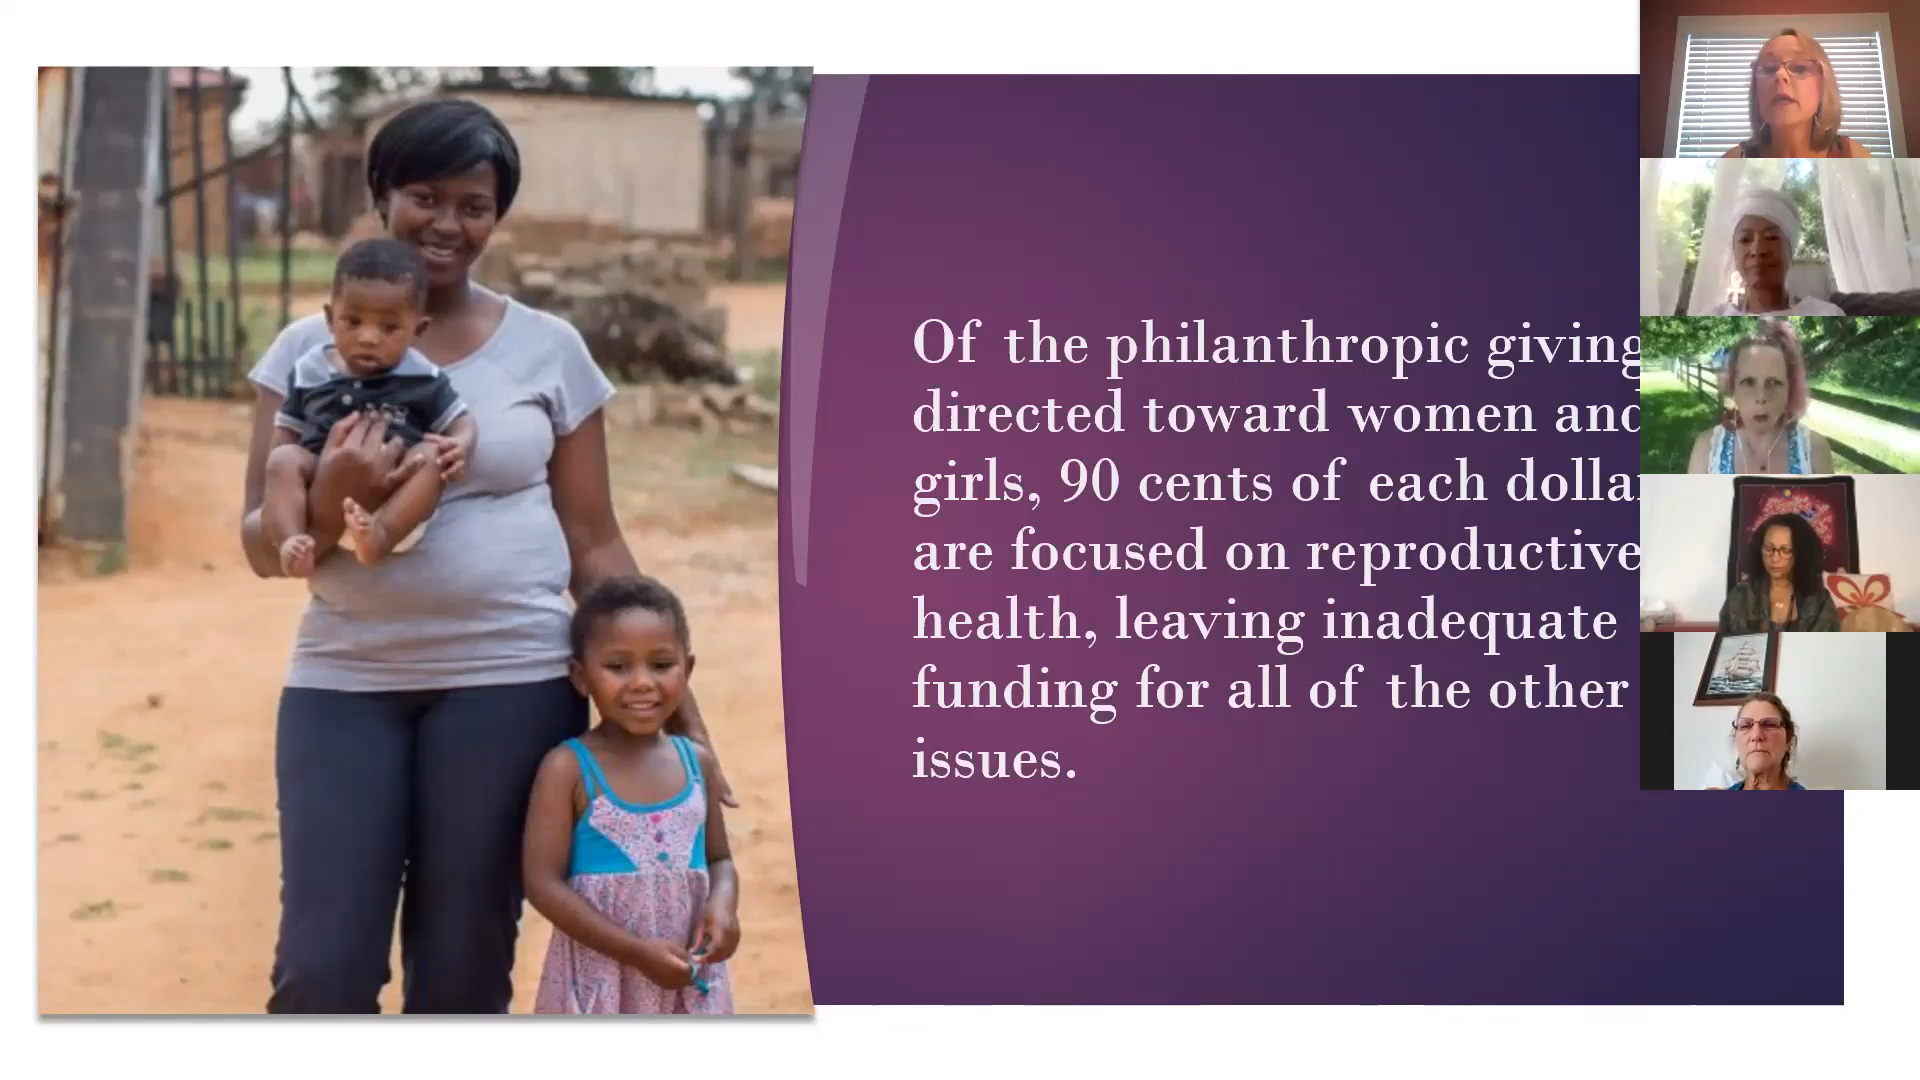 Of the philanthropic giving
directed toward women and
girls, 90 cents of each dollar
are focused on reproductive
health, leaving inadequate
funding for all of the other
issues.